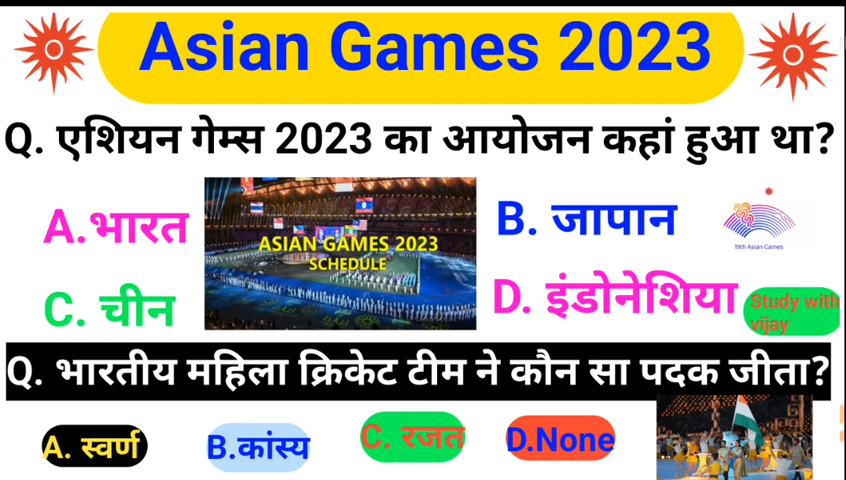 Asian Games 2023
Q. एशियन गेम्स 2023 का आयोजन कहां हुआ था?
A.भारत
ASIAN GAMES 2023
SCHEDULE
B. जापान
19th Asian Games
C. चीन
D. इंडोनेशिया
Study with
vijay
Q. भारतीय महिला क्रिकेट टीम ने कौन सा पदक जीता?
A. स्वर्ण
B.कांस्य
C. रजत
D.None